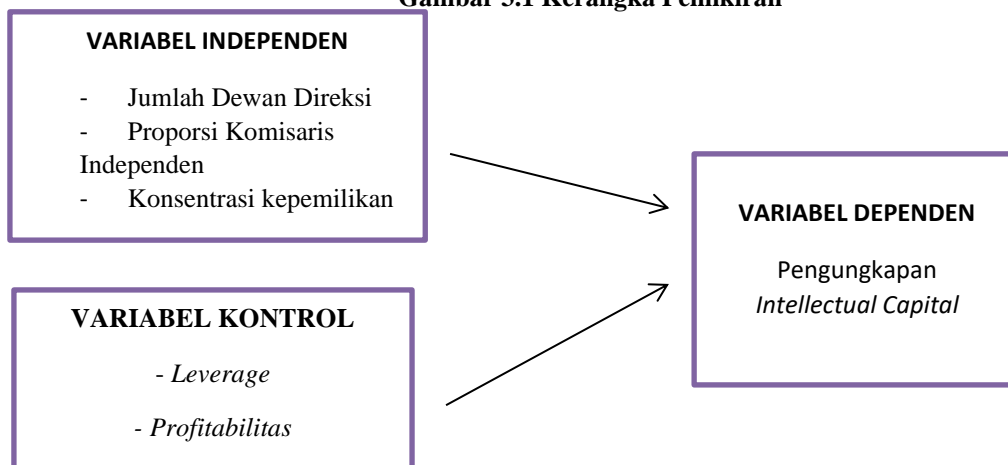 Gambar 3.1 Kerangka Pemikiran
VARIABEL INDEPENDEN
- Jumlah Dewan Direksi
- Proporsi Komisaris
Independen
- Konsentrasi kepemilikan
VARIABEL DEPENDEN
Pengungkapan
Intellectual Capital
VARIABEL KONTROL
- Leverage
- Profitabilitas